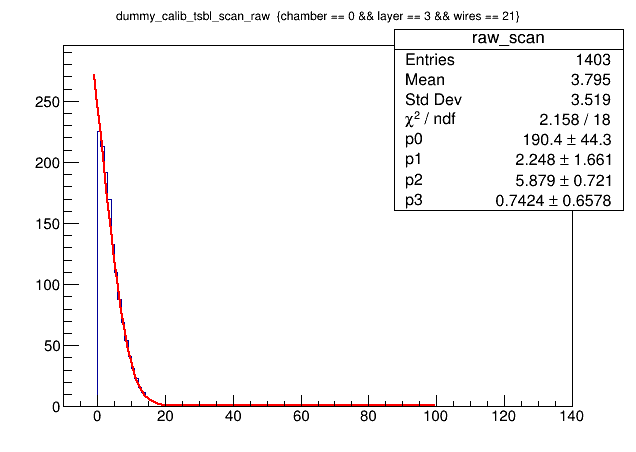 dummy_calib_tsbl_scan_raw {chamber == 0 && layer == 3 && wires == 21}
raw_scan
Entries 1403
Mean 3.795
Std Dev 3.519
χ² / ndf 2.158 / 18
p0 190.4 ± 44.3
p1 2.248 ± 1.661
p2 5.879 ± 0.721
p3 0.7424 ± 0.6578
250
200
150
100
50
0
0 20 40 60 80 100 120 140